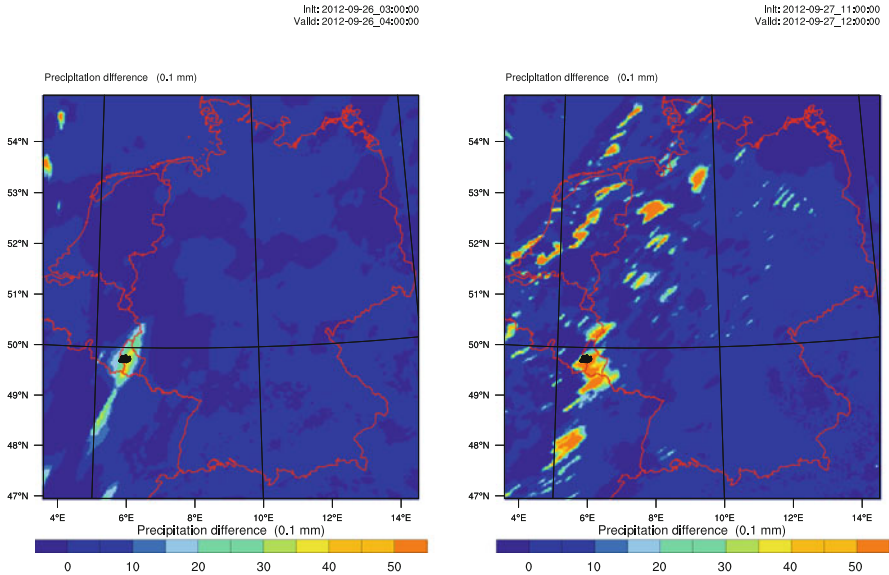 Init: 2012-09-26_03:00:00
Valid: 2012-09-26_04:00:00
Precipitation difference (0.1 mm)
54°N
53°N
52°N
51°N
50°N
49°N
48°N
47°N
4°E 6°E 8°E 10°E 12°E 14°E
Precipitation difference (0.1 mm)
0 10 20 30 40 50
Init: 2012-09-27_11:00:00
Valid: 2012-09-27_12:00:00
Precipitation difference (0.1 mm)
54°N
53°N
52°N
51°N
50°N
49°N
48°N
47°N
4°E 6°E 8°E 10°E 12°E 14°E
Precipitation difference (0.1 mm)
0 10 20 30 40 50